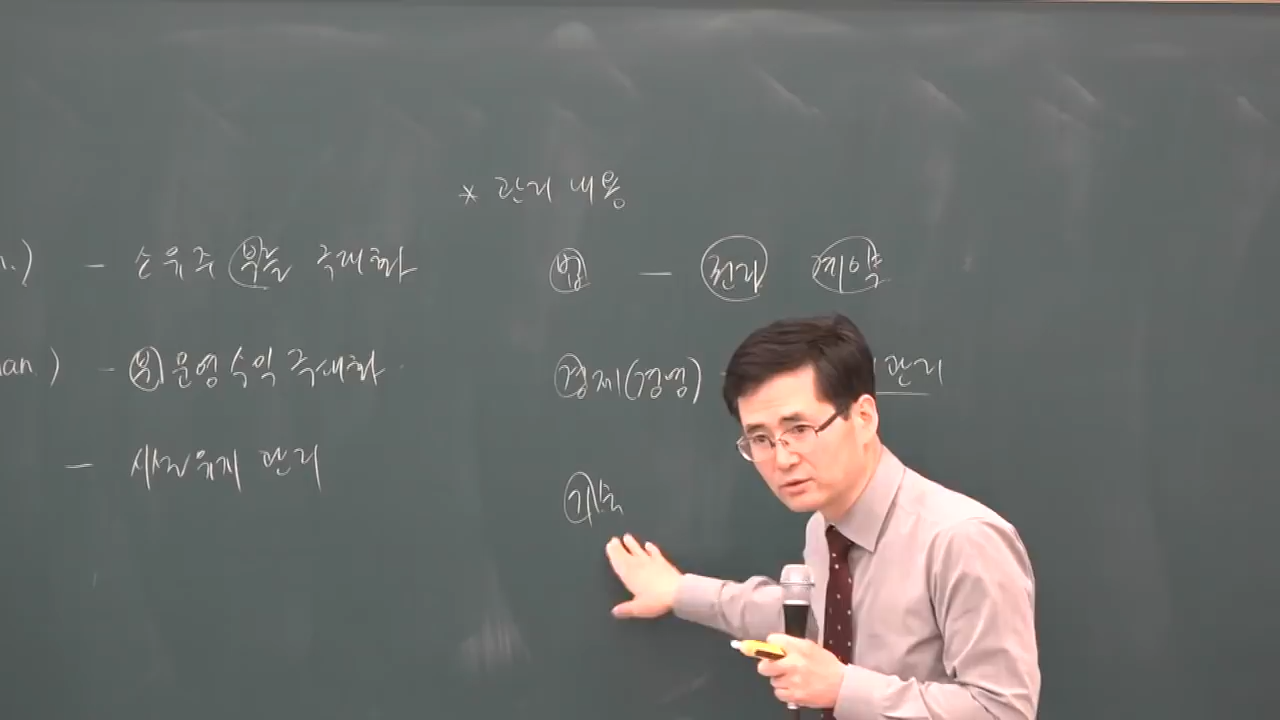 * 관리 내용
.) - 소유주 부를 극대화
법 - 권리 계약
an.) - 부운영수익 극대화
경제(경영) 관리
- 시설유지 관리
기술